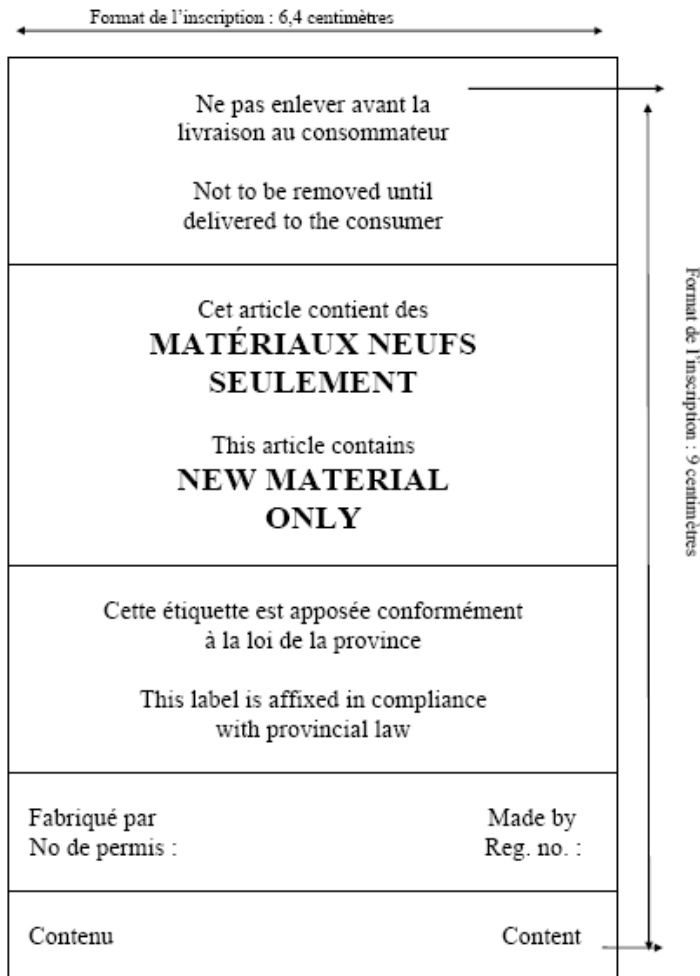 Format de l’inscription : 6,4 centimètres
Ne pas enlever avant la
livraison au consommateur
Not to be removed until
delivered to the consumer
Cet article contient des
MATÉRIAUX NEUFS
SEULEMENT
This article contains
NEW MATERIAL
ONLY
Cette étiquette est apposée conformément
à la loi de la province
This label is affixed in compliance
with provincial law
Fabriqué par Made by
No de permis : Reg. no. :
Contenu Content
Format de l’inscription : 9 centimètres